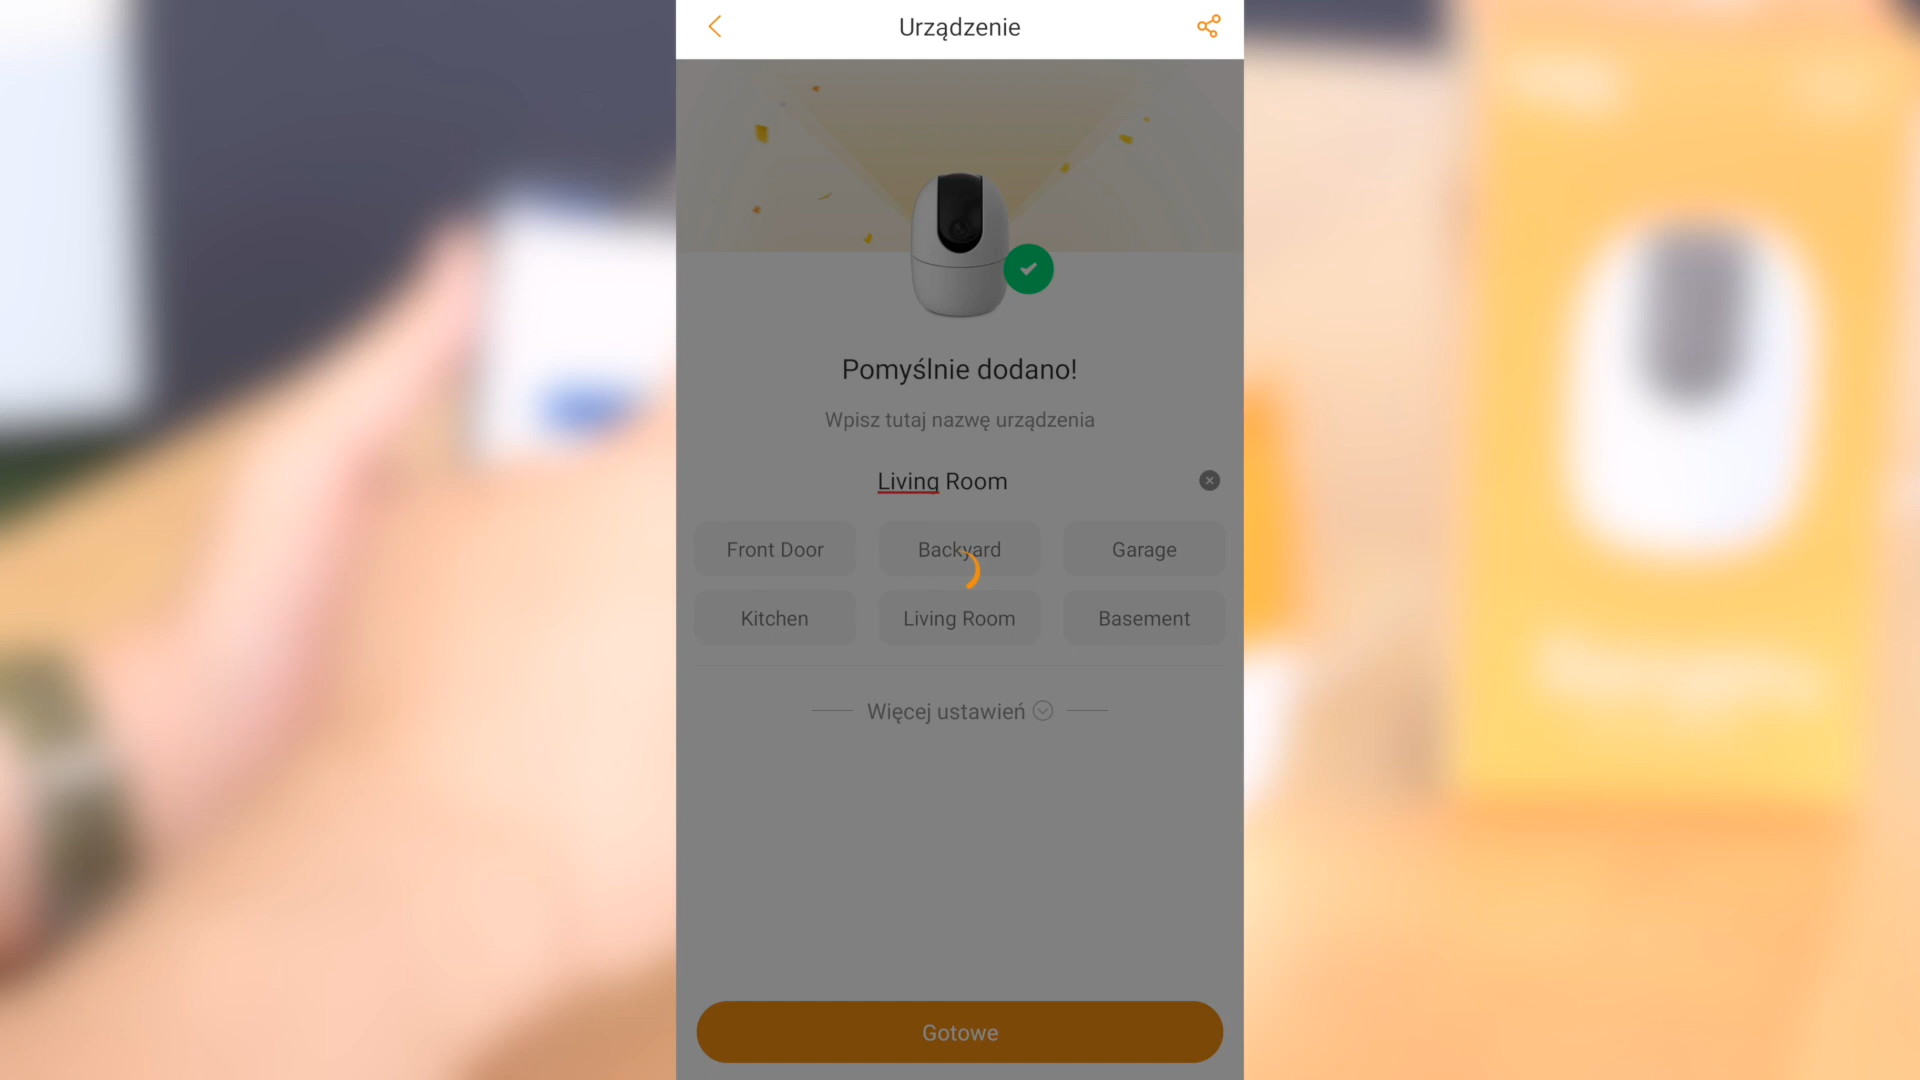 Urządzenie
Pomyślnie dodano!
Wpisz tutaj nazwę urządzenia
Living Room
Front Door
Backyard
Garage
Kitchen
Living Room
Basement
Więcej ustawień
Gotowe